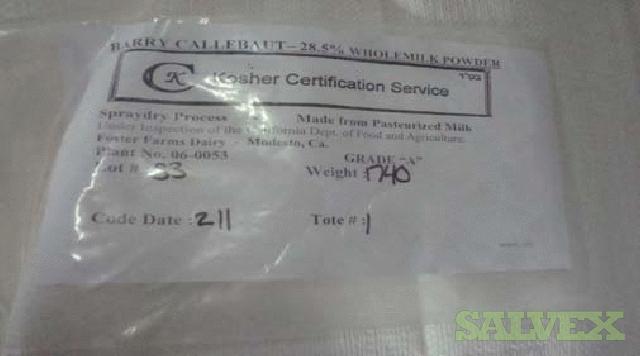 BARRY CALLEBAUT-28.5% WHOLEMILK POWDER
CK Kosher Certification Service
Spraydry Process - Made from Pasteurized Milk
Under Inspection of the California Dept. of Food and Agriculture.
Foster Farms Dairy - Modesto, Ca.
Plant No. 06-0053 GRADE "A"
Lot # 33 Weight: 1740
Code Date : 211 Tote # : 1
SALVEX